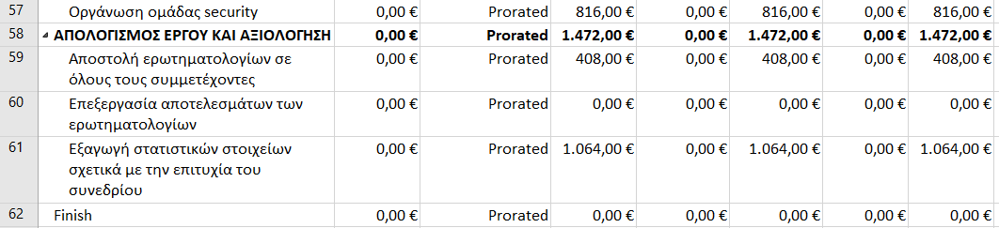 57 Οργάνωση ομάδας security 0,00 € Prorated 816,00 € 0,00 € 816,00 € 0,00 € 816,00 €
58 ΑΠΟΛΟΓΙΣΜΟΣ ΕΡΓΟΥ ΚΑΙ ΑΞΙΟΛΟΓΗΣΗ 0,00 € Prorated 1.472,00 € 0,00 € 1.472,00 € 0,00 € 1.472,00 €
59 Αποστολή ερωτηματολογίων σε 0,00 € Prorated 408,00 € 0,00 € 408,00 € 0,00 € 408,00 €
όλους τους συμμετέχοντες
60 Επεξεργασία αποτελεσμάτων των 0,00 € Prorated 0,00 € 0,00 € 0,00 € 0,00 € 0,00 €
ερωτηματολογίων
61 Εξαγωγή στατιστικών στοιχείων 0,00 € Prorated 1.064,00 € 0,00 € 1.064,00 € 0,00 € 1.064,00 €
σχετικά με την επιτυχία του
συνεδρίου
62 Finish 0,00 € Prorated 0,00 € 0,00 € 0,00 € 0,00 € 0,00 €